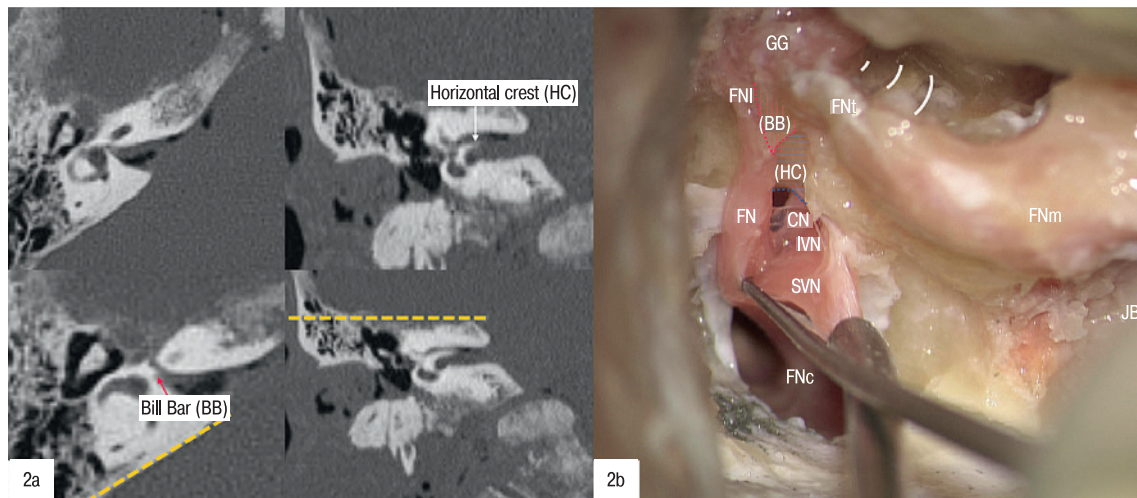 Horizontal crest (HC)
Bill Bar (BB)
2a
GG
FNl
FNt
(BB)
(HC)
FN
CN
IVN
FNm
SVN
JB
FNc
2b